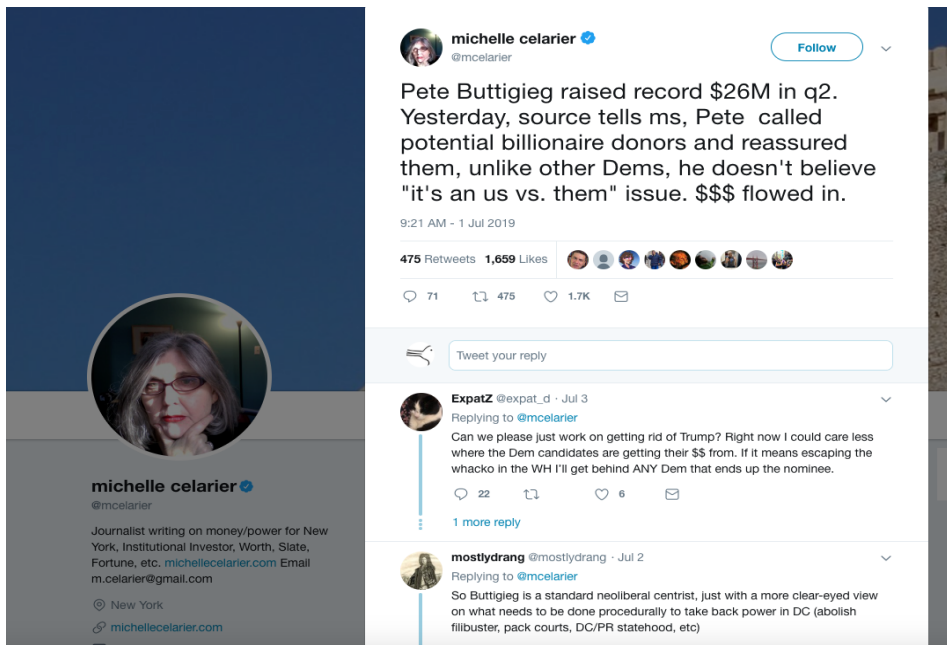 michelle celarier
@mcelarier
Follow
Pete Buttigieg raised record $26M in q2.
Yesterday, source tells ms, Pete called
potential billionaire donors and reassured
them, unlike other Dems, he doesn't believe
"it's an us vs. them" issue. $$$ flowed in.
9:21 AM - 1 Jul 2019
475 Retweets 1,659 Likes
71 475 1.7K
Tweet your reply
ExpatZ @expat_d · Jul 3
Replying to @mcelarier
Can we please just work on getting rid of Trump? Right now I could care less
where the Dem candidates are getting their $$ from. If it means escaping the
whacko in the WH I'll get behind ANY Dem that ends up the nominee.
22 6
1 more reply
mostlydrang @mostlydrang · Jul 2
Replying to @mcelarier
So Buttigieg is a standard neoliberal centrist, just with a more clear-eyed view
on what needs to be done procedurally to take back power in DC (abolish
filibuster, pack courts, DC/PR statehood, etc)
michelle celarier
@mcelarier
Journalist writing on money/power for New
York, Institutional Investor, Worth, Slate,
Fortune, etc. michellecelarier.com Email
m.celarier@gmail.com
New York
michellecelarier.com